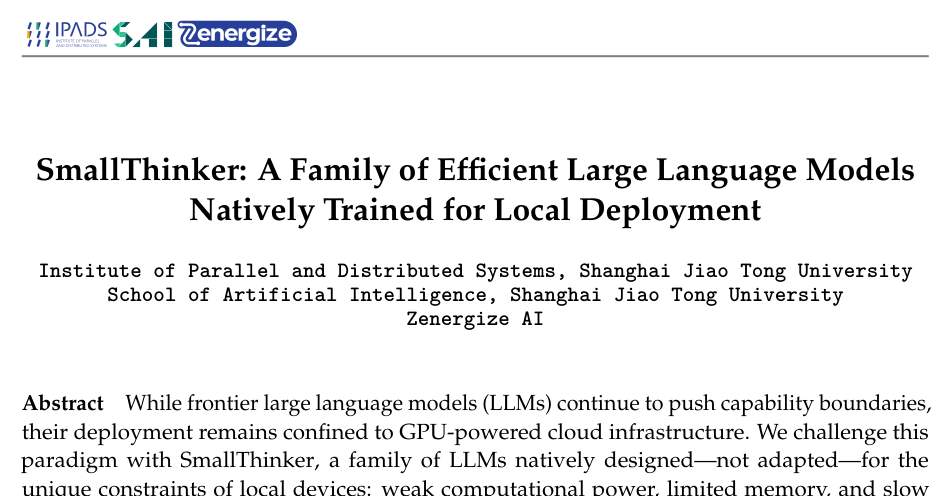 IPADS
INSTITUTE OF PARALLEL
AND DISTRIBUTED SYSTEMS
SAI
Zenergize
SmallThinker: A Family of Efficient Large Language Models
Natively Trained for Local Deployment
Institute of Parallel and Distributed Systems, Shanghai Jiao Tong University
School of Artificial Intelligence, Shanghai Jiao Tong University
Zenergize AI
Abstract While frontier large language models (LLMs) continue to push capability boundaries,
their deployment remains confined to GPU-powered cloud infrastructure. We challenge this
paradigm with SmallThinker, a family of LLMs natively designed—not adapted—for the
unique constraints of local devices: weak computational power, limited memory, and slow